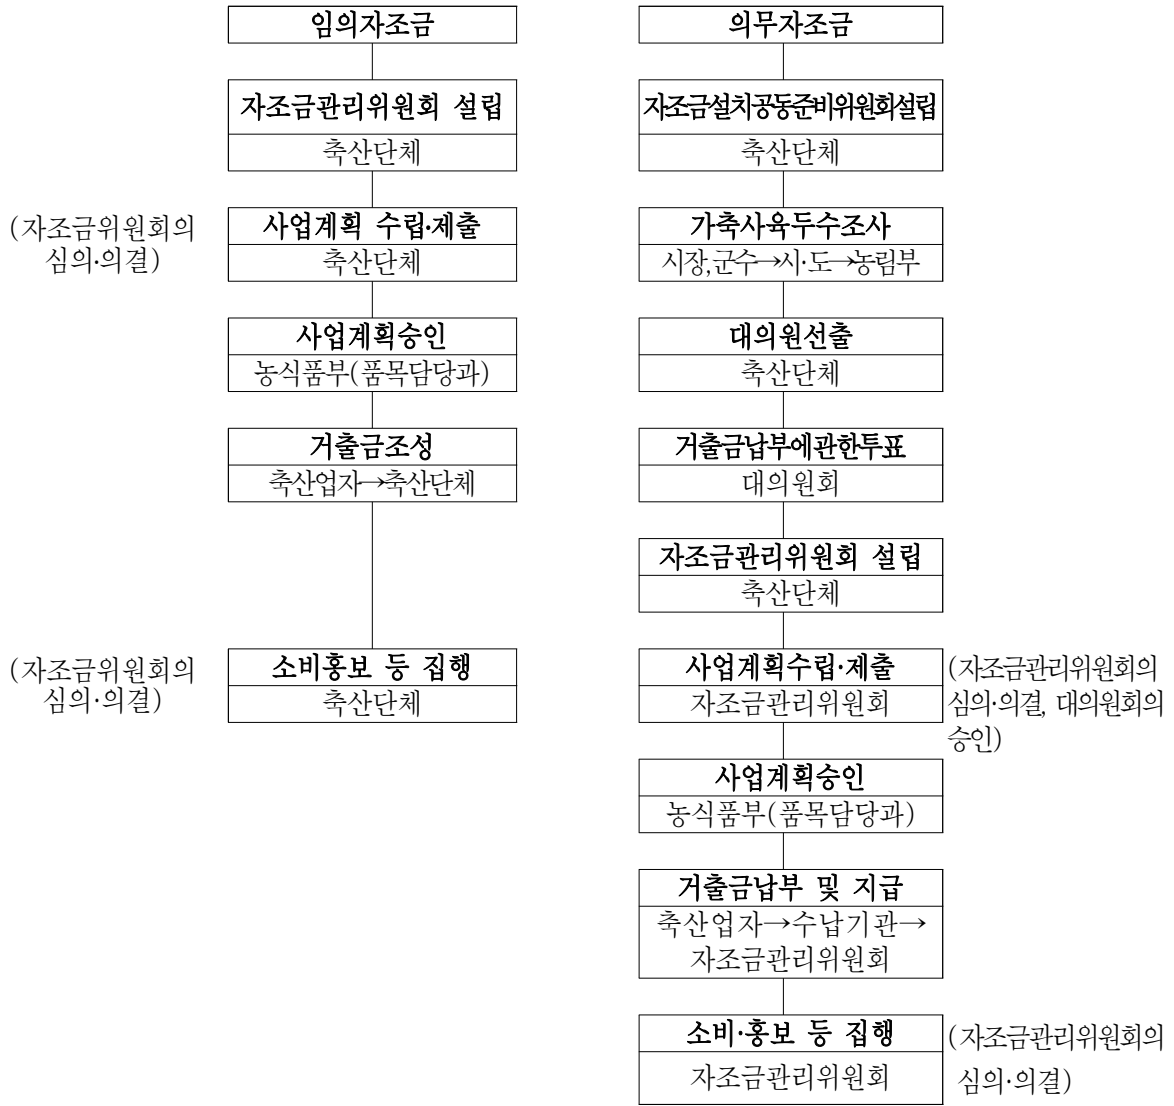 임의자조금
자조금관리위원회 설립
축산단체
(자조금위원회의
심의·의결)
사업계획 수립·제출
축산단체
사업계획승인
농식품부(품목담당과)
거출금조성
축산업자→축산단체
(자조금위원회의
심의·의결)
소비홍보 등 집행
축산단체
의무자조금
자조금설치공동준비위원회설립
축산단체
가축사육두수조사
시장,군수→시·도→농림부
대의원선출
축산단체
거출금납부에관한투표
대의원회
자조금관리위원회 설립
축산단체
사업계획수립·제출
자조금관리위원회
(자조금관리위원회의
심의·의결, 대의원회의
승인)
사업계획승인
농식품부(품목담당과)
거출금납부 및 지급
축산업자→수납기관→
자조금관리위원회
소비·홍보 등 집행
자조금관리위원회
(자조금관리위원회의
심의·의결)